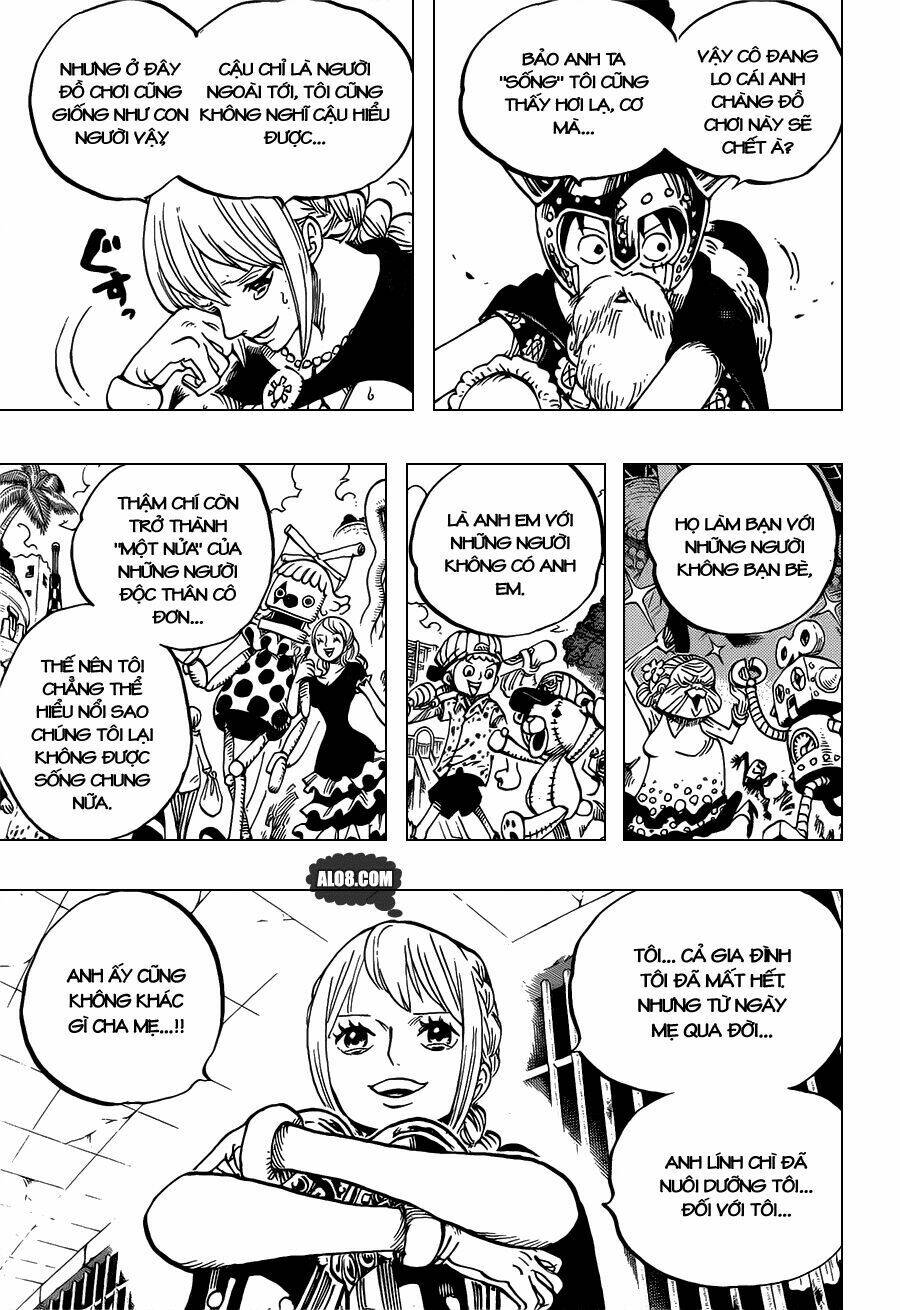 VẬY CÔ ĐANG
LO CÁI ANH
CHÀNG ĐỒ
CHƠI NÀY SẼ
CHẾT À?
BẢO ANH TA
"SỐNG" TÔI CŨNG
THẤY HƠI LẠ, CƠ
MÀ...
CẬU CHỈ LÀ NGƯỜI
NGOÀI TỚI, TÔI CŨNG
KHÔNG NGHĨ CẬU HIỂU
ĐƯỢC...
NHƯNG Ở ĐÂY
ĐỒ CHƠI CŨNG
GIỐNG NHƯ CON
NGƯỜI VẬY,
ぐすっ
HỌ LÀM BẠN VỚI
NHỮNG NGƯỜI
KHÔNG BẠN BÈ,
LÀ ANH EM VỚI
NHỮNG NGƯỜI
KHÔNG CÓ ANH
EM.
THẬM CHÍ CÒN
TRỞ THÀNH
"MỘT NỬA" CỦA
NHỮNG NGƯỜI
ĐỘC THÂN CÔ
ĐƠN...
THẾ NÊN TÔI
CHẲNG THỂ
HIỂU NỔI SAO
CHÚNG TÔI LẠI
KHÔNG ĐƯỢC
SỐNG CHUNG
NỮA.
ALO8.COM
TÔI... CẢ GIA ĐÌNH
TÔI ĐÃ MẤT HẾT.
NHƯNG TỪ NGÀY
MẸ QUA ĐỜI...
ANH LÍNH CHÌ ĐÃ
NUÔI DƯỠNG TÔI...
ĐỐI VỚI TÔI...
ANH ẤY CŨNG
KHÔNG KHÁC
GÌ CHA MẸ...!!